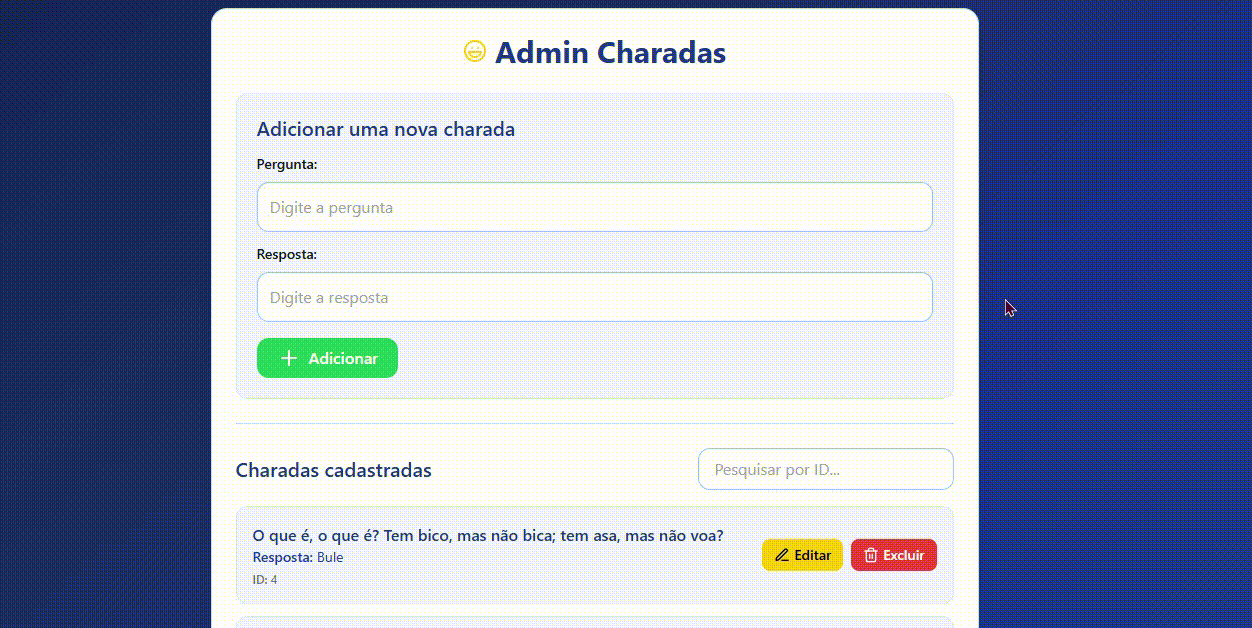 Admin Charadas
Adicionar uma nova charada
Pergunta:
Digite a pergunta
Resposta:
Digite a resposta
Adicionar
Charadas cadastradas
Pesquisar por ID...
O que é, o que é? Tem bico, mas não bica; tem asa, mas não voa?
Resposta: Bule
ID: 4
Editar
Excluir